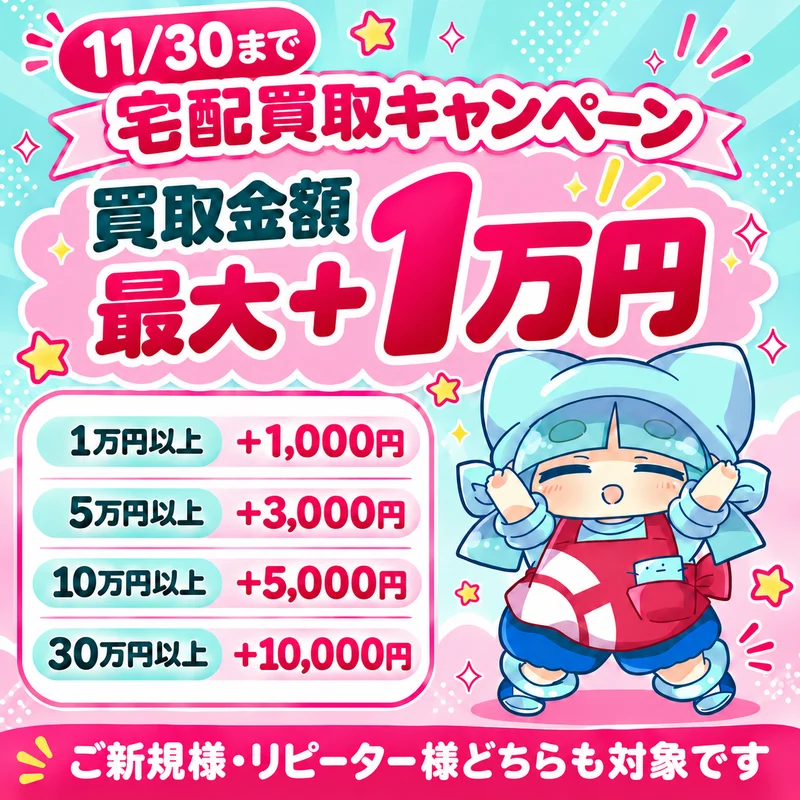 11/30まで
宅配買取キャンペーン
買取金額
最大+1万円
1万円以上 +1,000円
5万円以上 +3,000円
10万円以上 +5,000円
30万円以上 +10,000円
ご新規様・リピーター様どちらも対象です